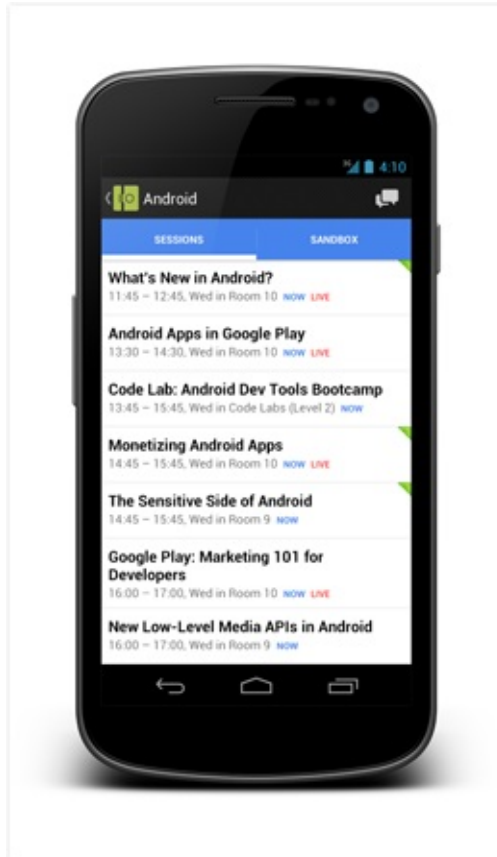 3G 4:10
IO Android
SESSIONS SANDBOX
What's New in Android?
11:45 – 12:45, Wed in Room 10 NOW LIVE
Android Apps in Google Play
13:30 – 14:30, Wed in Room 10 NOW LIVE
Code Lab: Android Dev Tools Bootcamp
13:45 – 15:45, Wed in Code Labs (Level 2) NOW
Monetizing Android Apps
14:45 – 15:45, Wed in Room 10 NOW LIVE
The Sensitive Side of Android
14:45 – 15:45, Wed in Room 9 NOW
Google Play: Marketing 101 for
Developers
16:00 – 17:00, Wed in Room 10 NOW LIVE
New Low-Level Media APIs in Android
16:00 – 17:00, Wed in Room 9 NOW